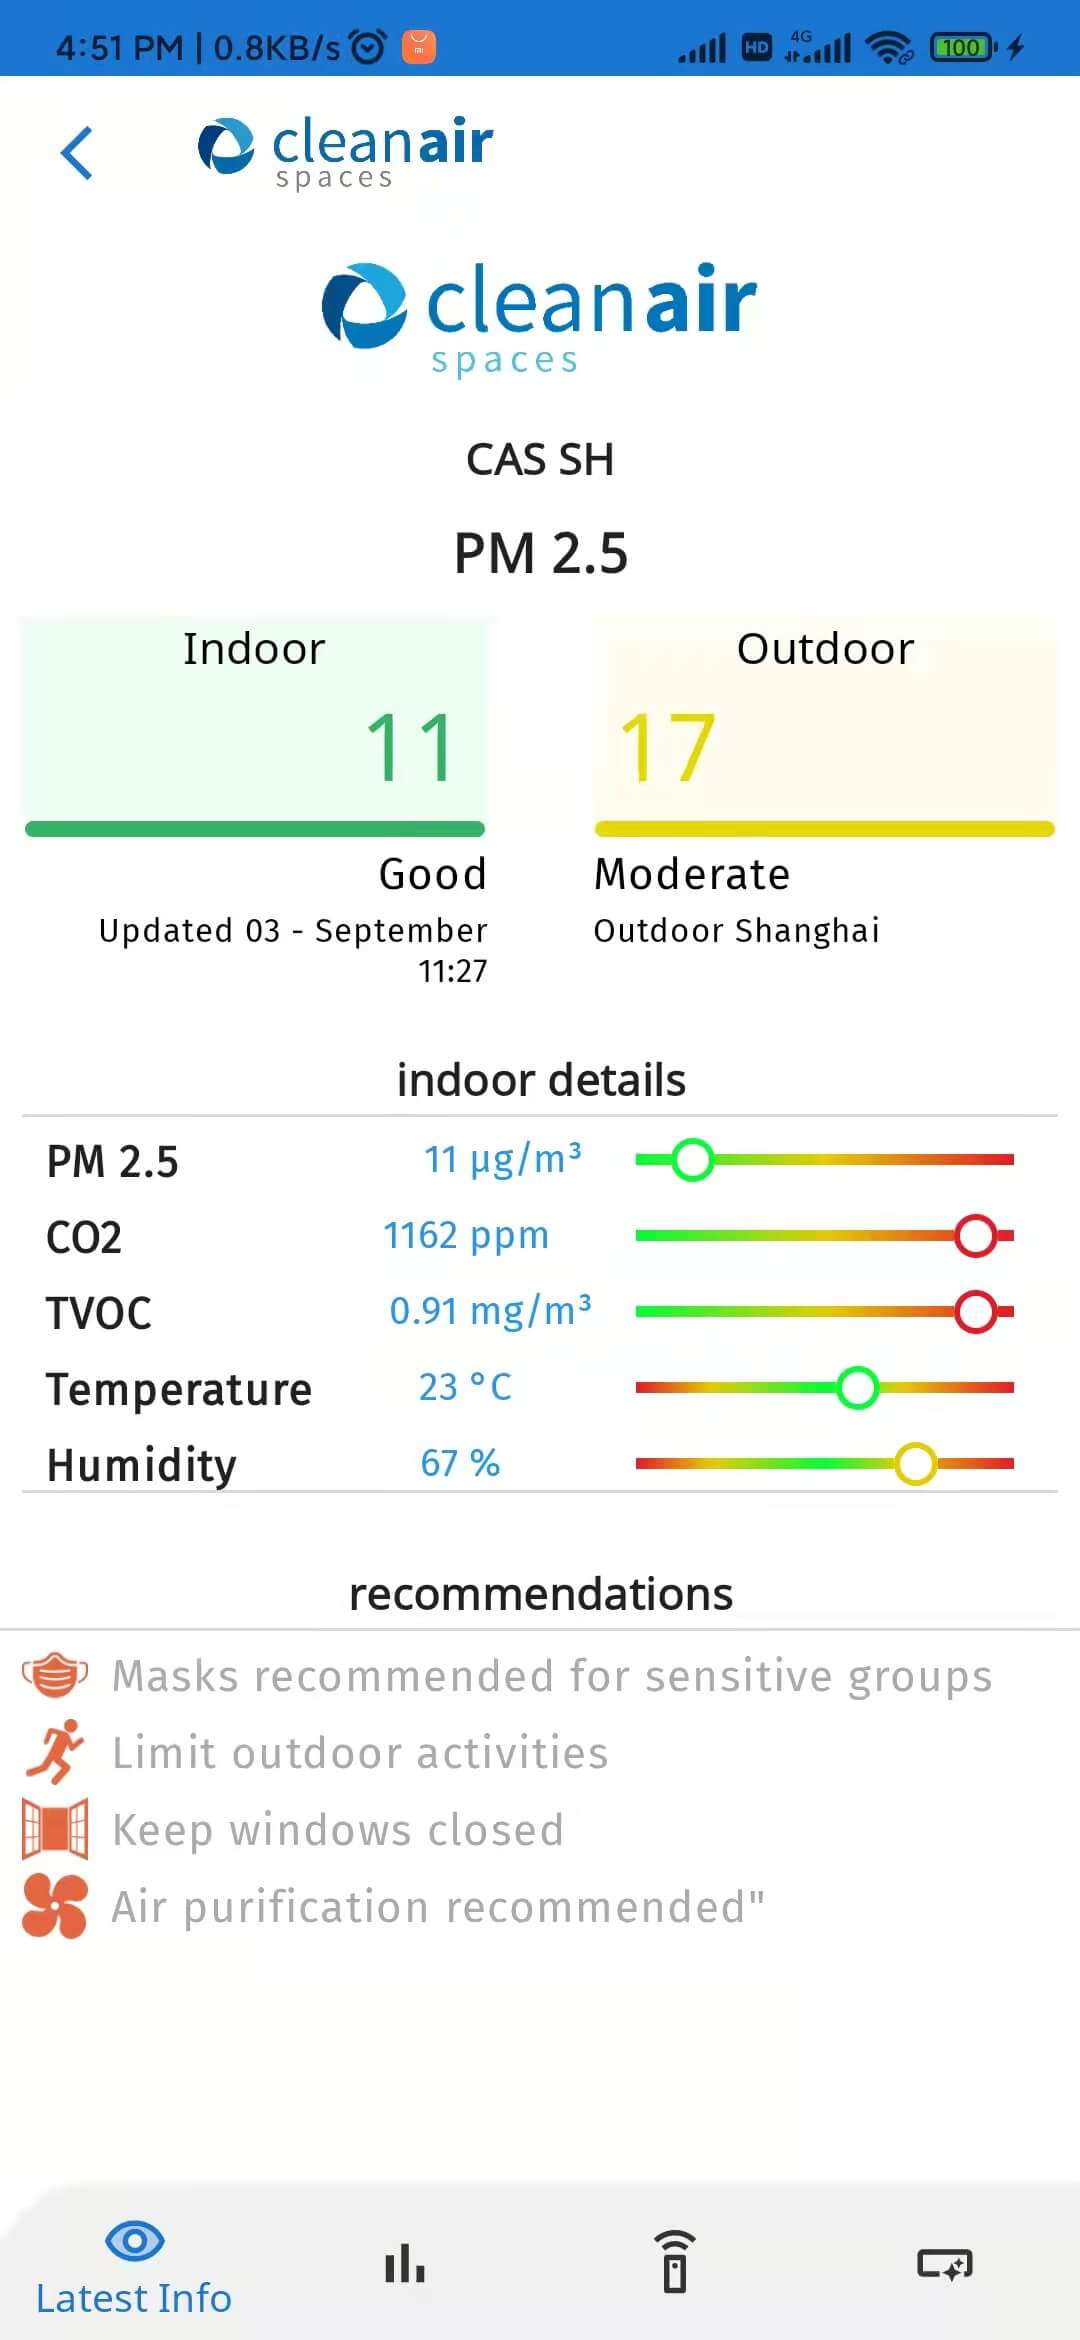 4:51 PM | 0.8KB/s
HD 4G 100
cleanair
spaces
cleanair
spaces
CAS SH
PM 2.5
Indoor Outdoor
11 17
Good Moderate
Updated 03 - September Outdoor Shanghai
11:27
indoor details
PM 2.5 11 µg/m³
CO2 1162 ppm
TVOC 0.91 mg/m³
Temperature 23 °C
Humidity 67 %
recommendations
Masks recommended for sensitive groups
Limit outdoor activities
Keep windows closed
Air purification recommended"
Latest Info